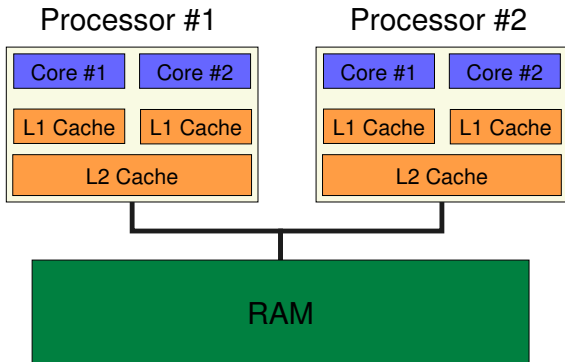 Processor #1
Processor #2
Core #1
Core #2
Core #1
Core #2
L1 Cache
L1 Cache
L1 Cache
L1 Cache
L2 Cache
L2 Cache
RAM